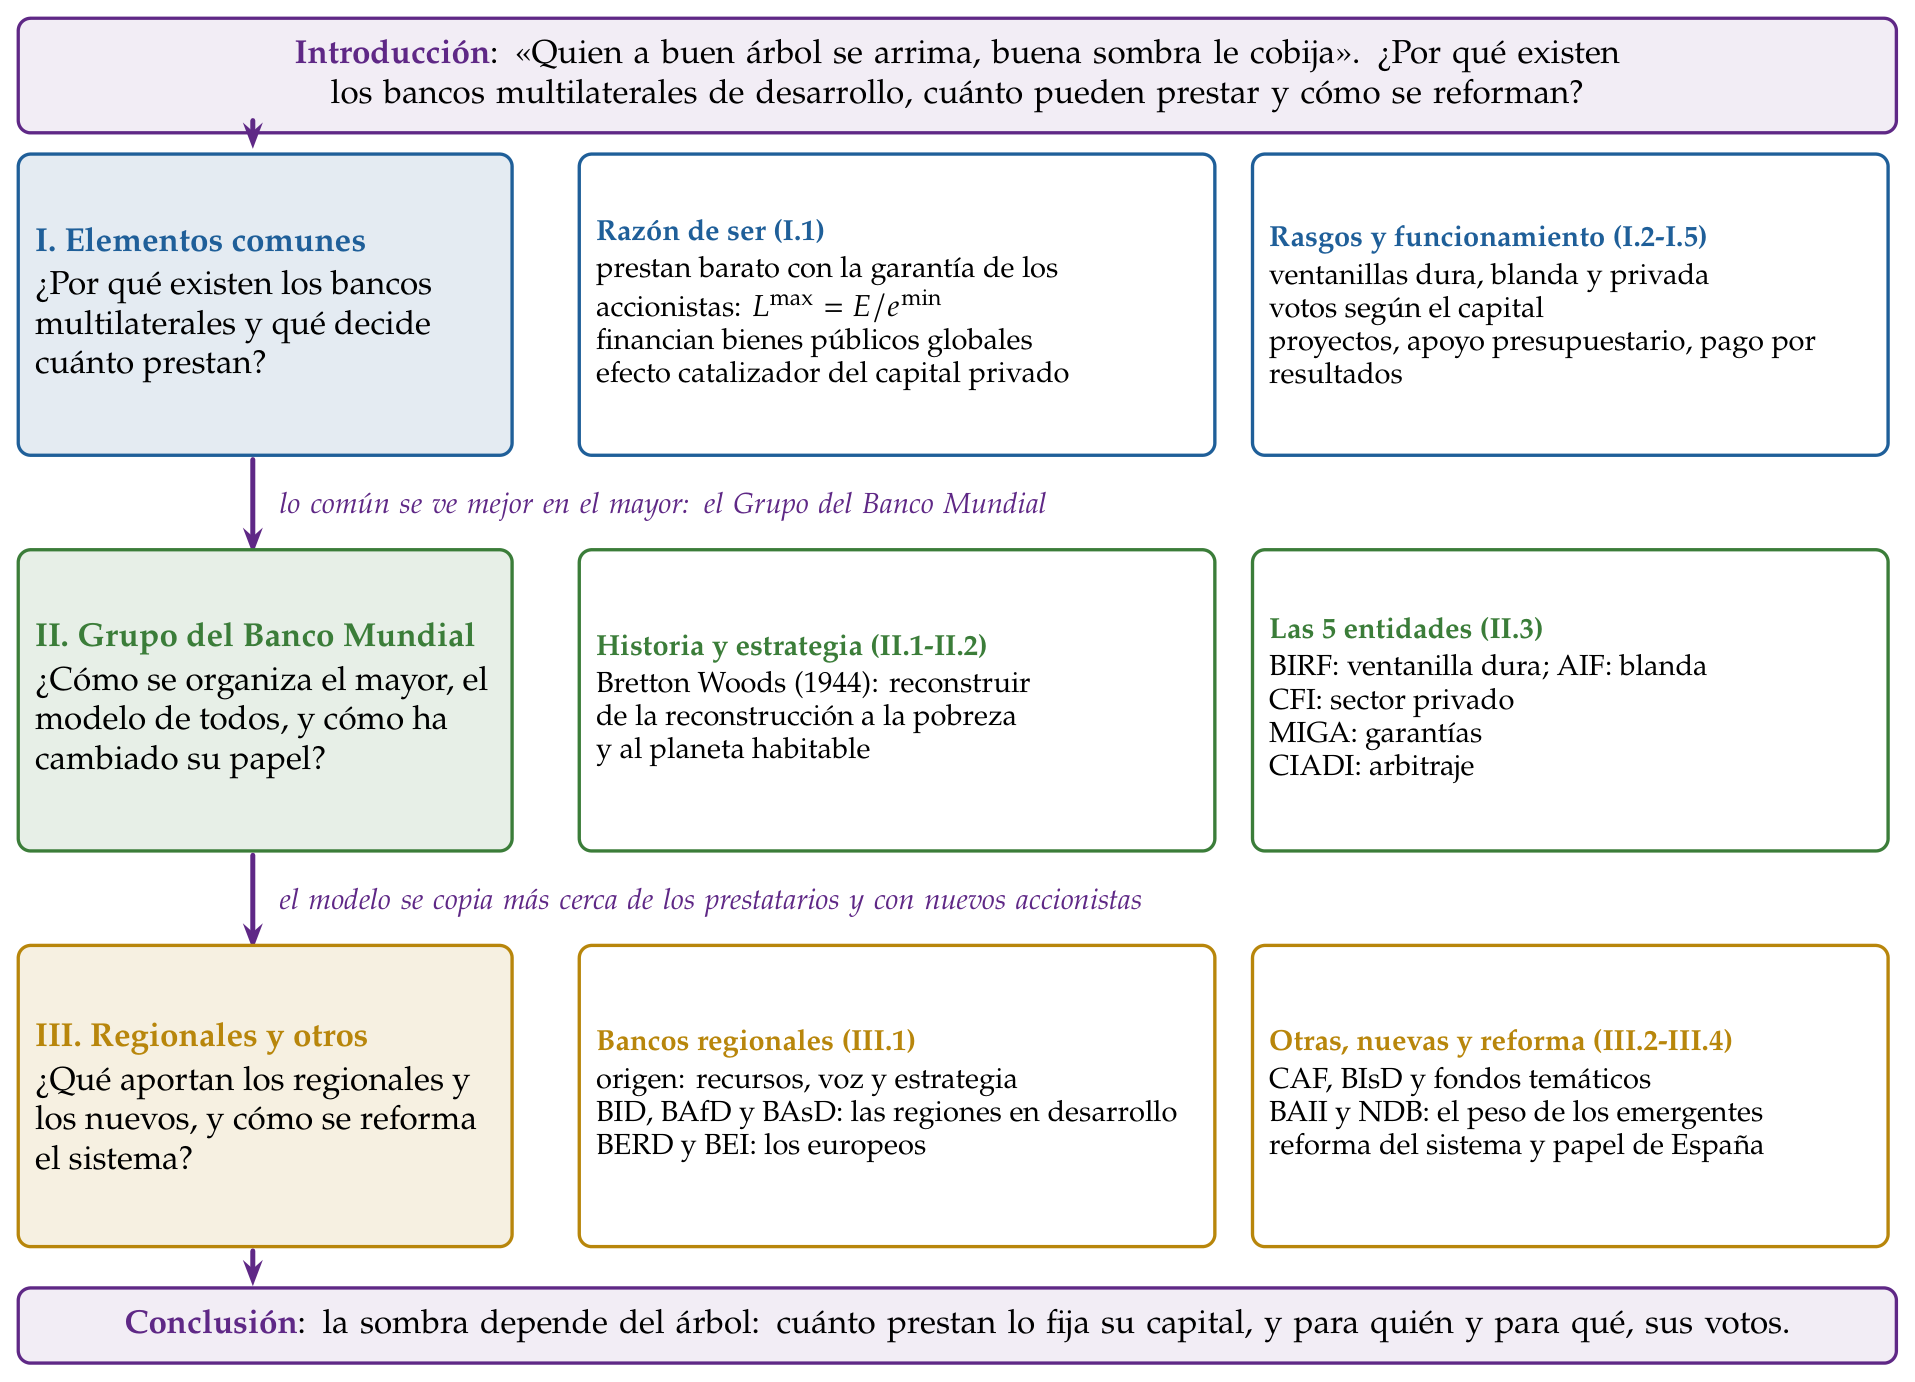 Introducción: «Quien a buen árbol se arrima, buena sombra le cobija». ¿Por qué existen
los bancos multilaterales de desarrollo, cuánto pueden prestar y cómo se reforman?
I. Elementos comunes
¿Por qué existen los bancos
multilaterales y qué decide
cuánto prestan?
Razón de ser (I.1)
prestan barato con la garantía de los
accionistas: L^max = E/e^min
financian bienes públicos globales
efecto catalizador del capital privado
Rasgos y funcionamiento (I.2-I.5)
ventanillas dura, blanda y privada
votos según el capital
proyectos, apoyo presupuestario, pago por
resultados
lo común se ve mejor en el mayor: el Grupo del Banco Mundial
II. Grupo del Banco Mundial
¿Cómo se organiza el mayor, el
modelo de todos, y cómo ha
cambiado su papel?
Historia y estrategia (II.1-II.2)
Bretton Woods (1944): reconstruir
de la reconstrucción a la pobreza
y al planeta habitable
Las 5 entidades (II.3)
BIRF: ventanilla dura; AIF: blanda
CFI: sector privado
MIGA: garantías
CIADI: arbitraje
el modelo se copia más cerca de los prestatarios y con nuevos accionistas
III. Regionales y otros
¿Qué aportan los regionales y
los nuevos, y cómo se reforma
el sistema?
Bancos regionales (III.1)
origen: recursos, voz y estrategia
BID, BAfD y BAsD: las regiones en desarrollo
BERD y BEI: los europeos
Otras, nuevas y reforma (III.2-III.4)
CAF, BIsD y fondos temáticos
BAII y NDB: el peso de los emergentes
reforma del sistema y papel de España
Conclusión: la sombra depende del árbol: cuánto prestan lo fija su capital, y para quién y para qué, sus votos.